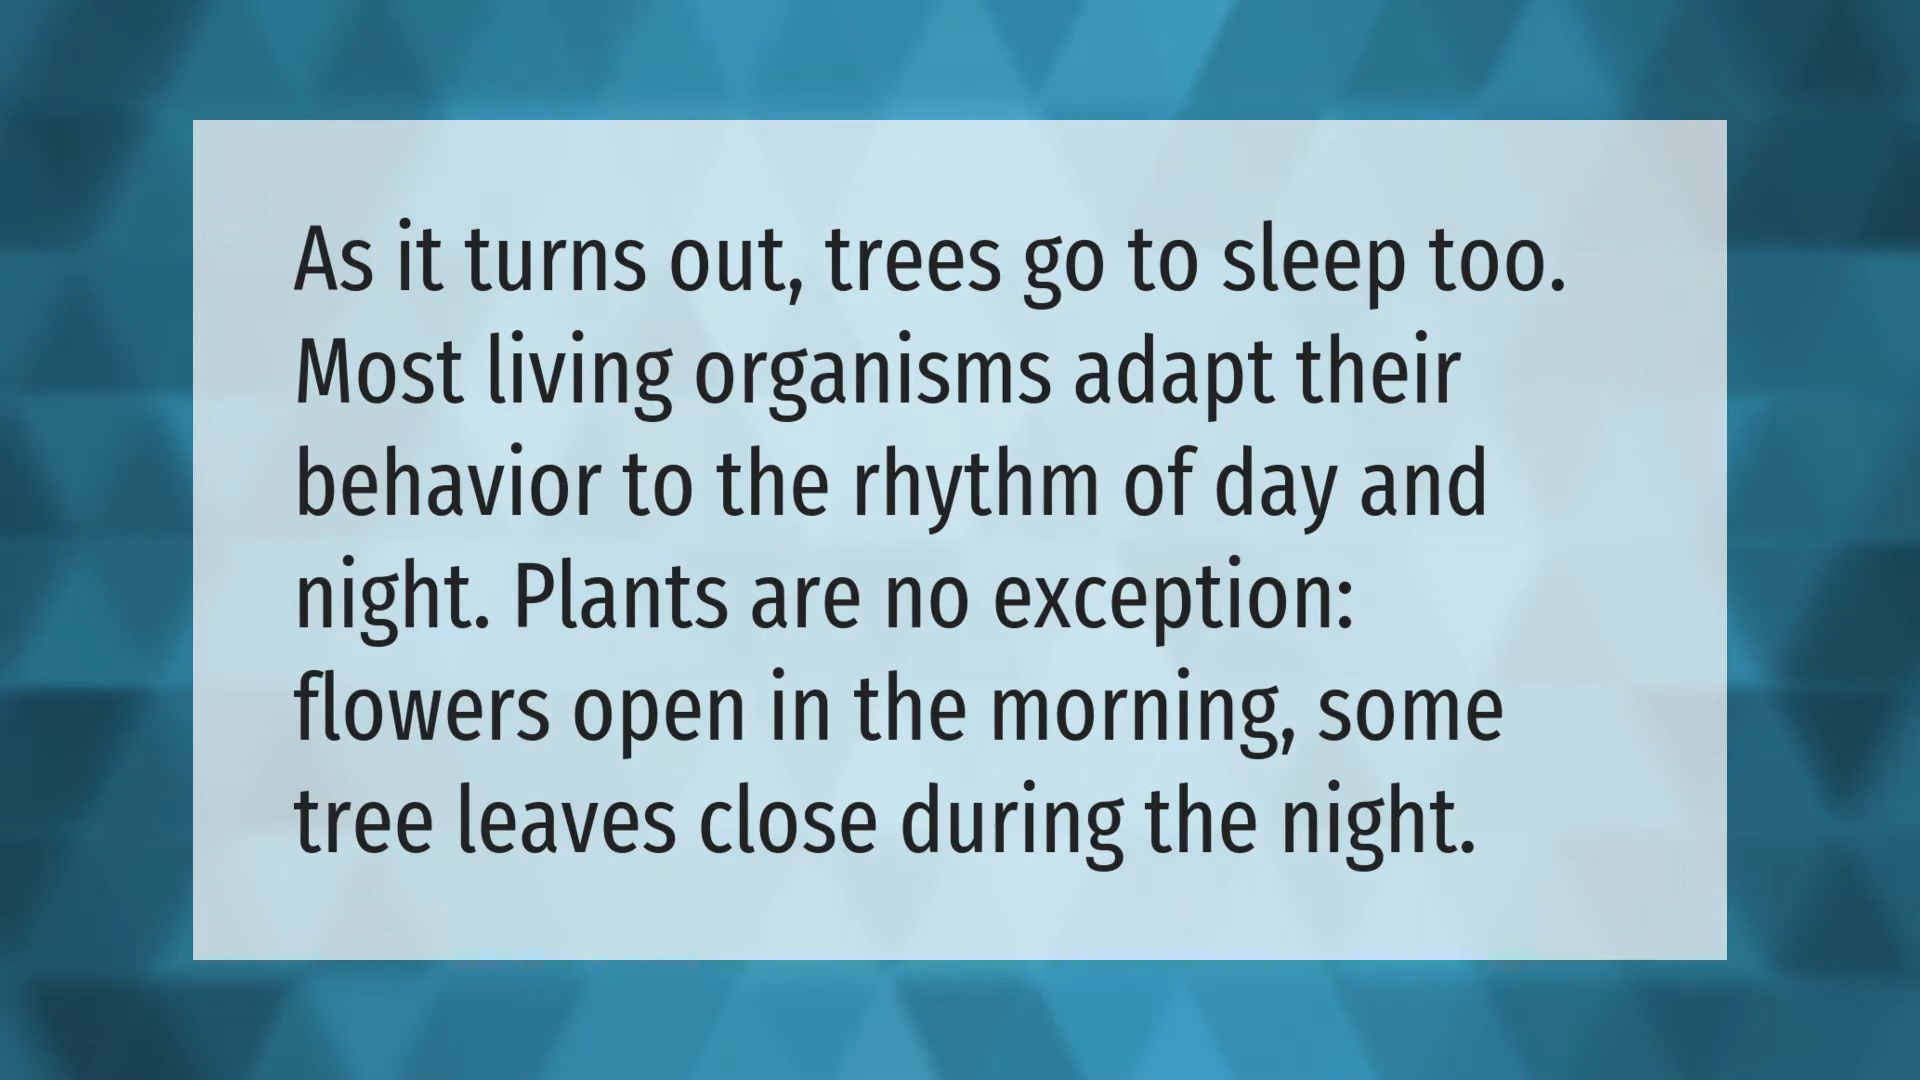 As it turns out, trees go to sleep too.
Most living organisms adapt their
behavior to the rhythm of day and
night. Plants are no exception:
flowers open in the morning, some
tree leaves close during the night.